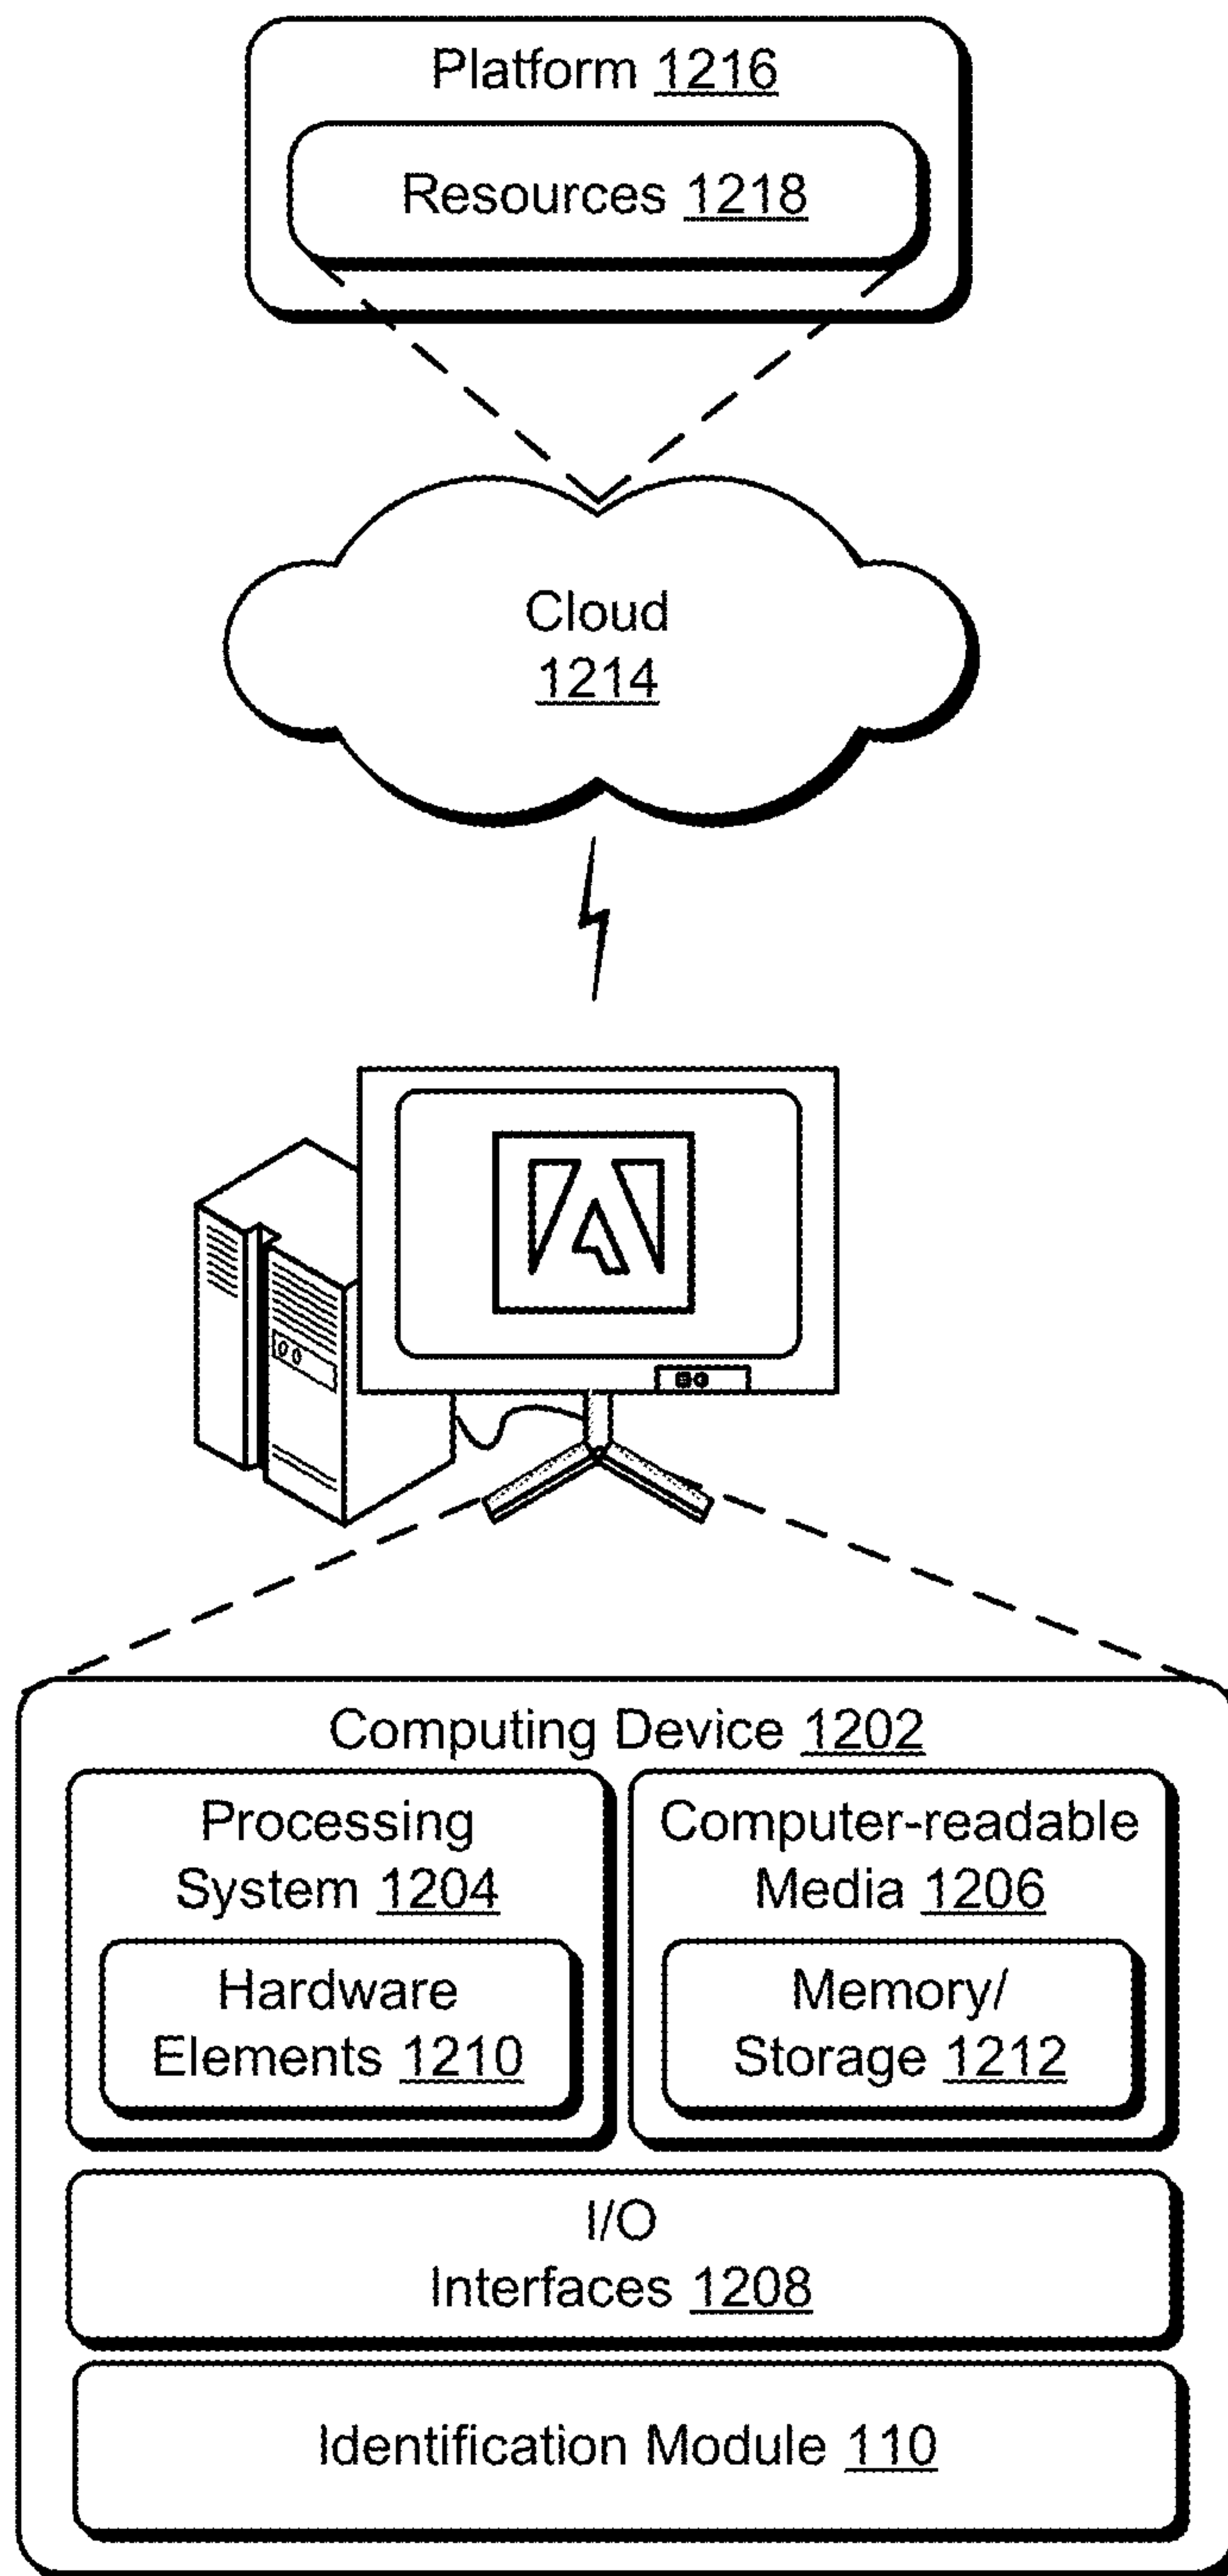 Platform 1216
Resources 1218
Cloud
1214
Computing Device 1202
Processing
System 1204
Hardware
Elements 1210
Computer-readable
Media 1206
Memory/
Storage 1212
I/O
Interfaces 1208
Identification Module 110